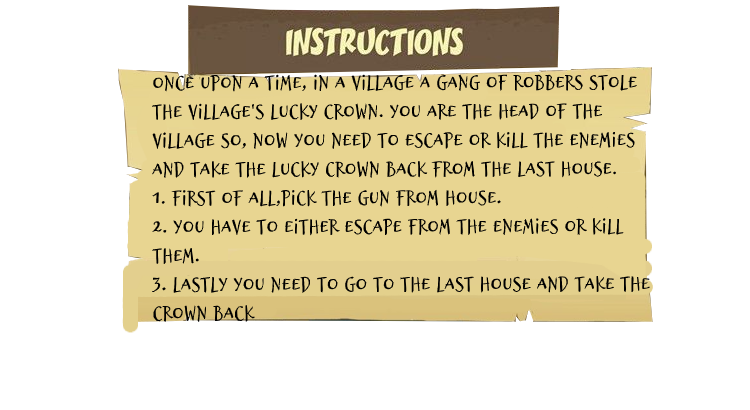 INSTRUCTIONS
ONCE UPON A TIME, IN A VILLAGE A GANG OF ROBBERS STOLE
THE VILLAGE'S LUCKY CROWN. YOU ARE THE HEAD OF THE
VILLAGE SO, NOW YOU NEED TO ESCAPE OR KILL THE ENEMIES
AND TAKE THE LUCKY CROWN BACK FROM THE LAST HOUSE.
1. FIRST OF ALL,PICK THE GUN FROM HOUSE.
2. YOU HAVE TO EITHER ESCAPE FROM THE ENEMIES OR KILL
THEM.
3. LASTLY YOU NEED TO GO TO THE LAST HOUSE AND TAKE THE
CROWN BACK